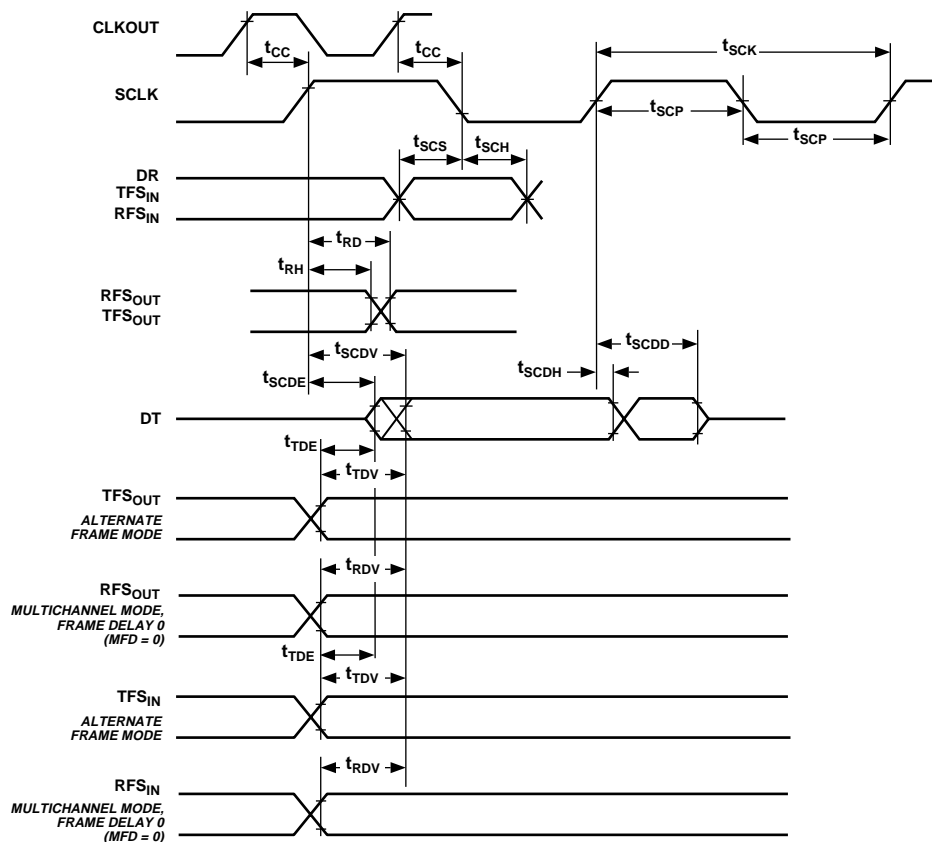 CLKOUT
tCC
tCC
tSCK
SCLK
tSCP
tSCP
tSCS
tSCH
DR
TFSIN
RFSIN
tRD
tRH
RFSOUT
TFSOUT
tSCDV
tSCDD
tSCDE
tSCDH
DT
tTDE
tTDV
TFSOUT
ALTERNATE
FRAME MODE
tRDV
RFSOUT
MULTICHANNEL MODE,
FRAME DELAY 0
(MFD = 0)
tTDE
tTDV
TFSIN
ALTERNATE
FRAME MODE
tRDV
RFSIN
MULTICHANNEL MODE,
FRAME DELAY 0
(MFD = 0)